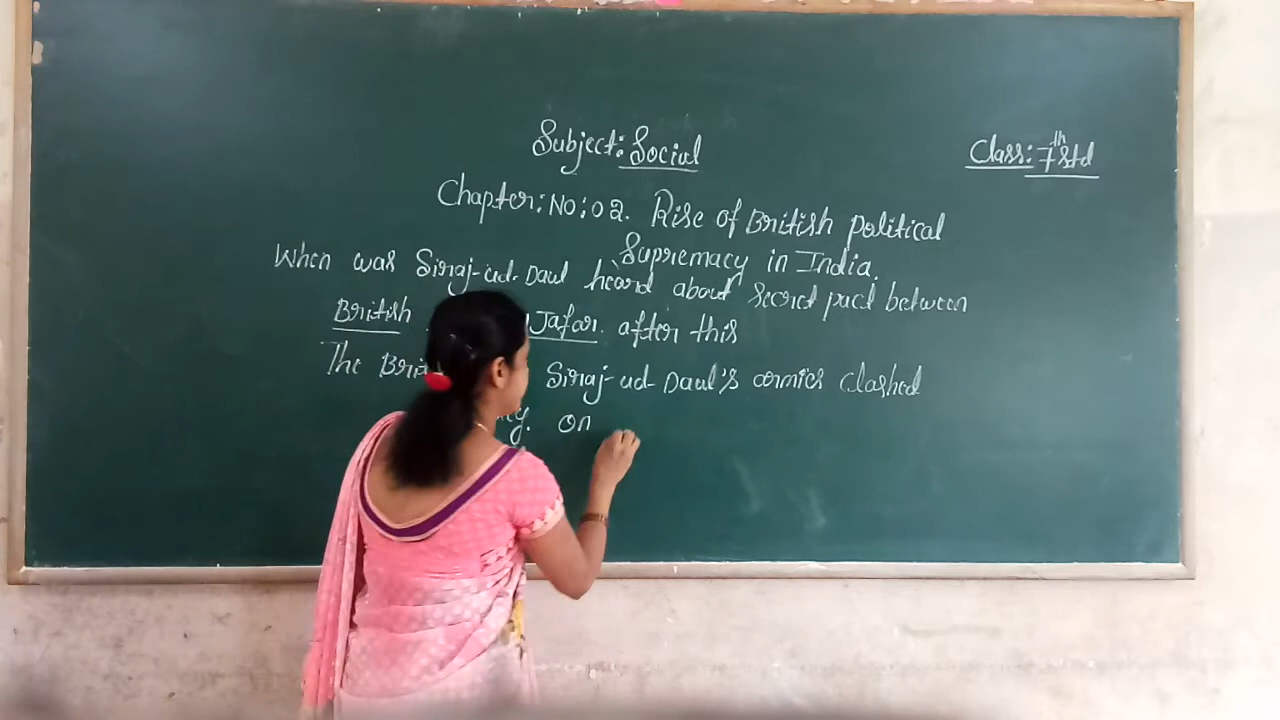 Subject: Social
Class: 7th Std
Chapter: No: 02. Rise of British political
Supremacy in India.
When was Siraj-ud-Daul heard about Secret pact between
British Jafar. after this
The Siraj-ud-Daul's armies clashed
on